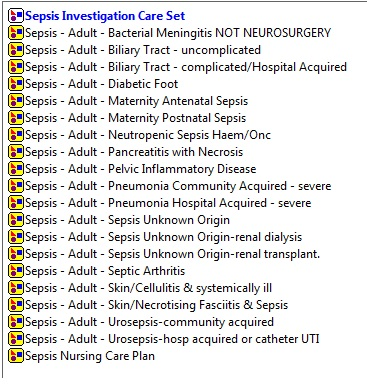 Sepsis Investigation Care Set
Sepsis - Adult - Bacterial Meningitis NOT NEUROSURGERY
Sepsis - Adult - Biliary Tract - uncomplicated
Sepsis - Adult - Biliary Tract - complicated/Hospital Acquired
Sepsis - Adult - Diabetic Foot
Sepsis - Adult - Maternity Antenatal Sepsis
Sepsis - Adult - Maternity Postnatal Sepsis
Sepsis - Adult - Neutropenic Sepsis Haem/Onc
Sepsis - Adult - Pancreatitis with Necrosis
Sepsis - Adult - Pelvic Inflammatory Disease
Sepsis - Adult - Pneumonia Community Acquired - severe
Sepsis - Adult - Pneumonia Hospital Acquired - severe
Sepsis - Adult - Sepsis Unknown Origin
Sepsis - Adult - Sepsis Unknown Origin-renal dialysis
Sepsis - Adult - Sepsis Unknown Origin-renal transplant.
Sepsis - Adult - Septic Arthritis
Sepsis - Adult - Skin/Cellulitis & systemically ill
Sepsis - Adult - Skin/Necrotising Fasciitis & Sepsis
Sepsis - Adult - Urosepsis-community acquired
Sepsis - Adult - Urosepsis-hosp acquired or catheter UTI
Sepsis Nursing Care Plan